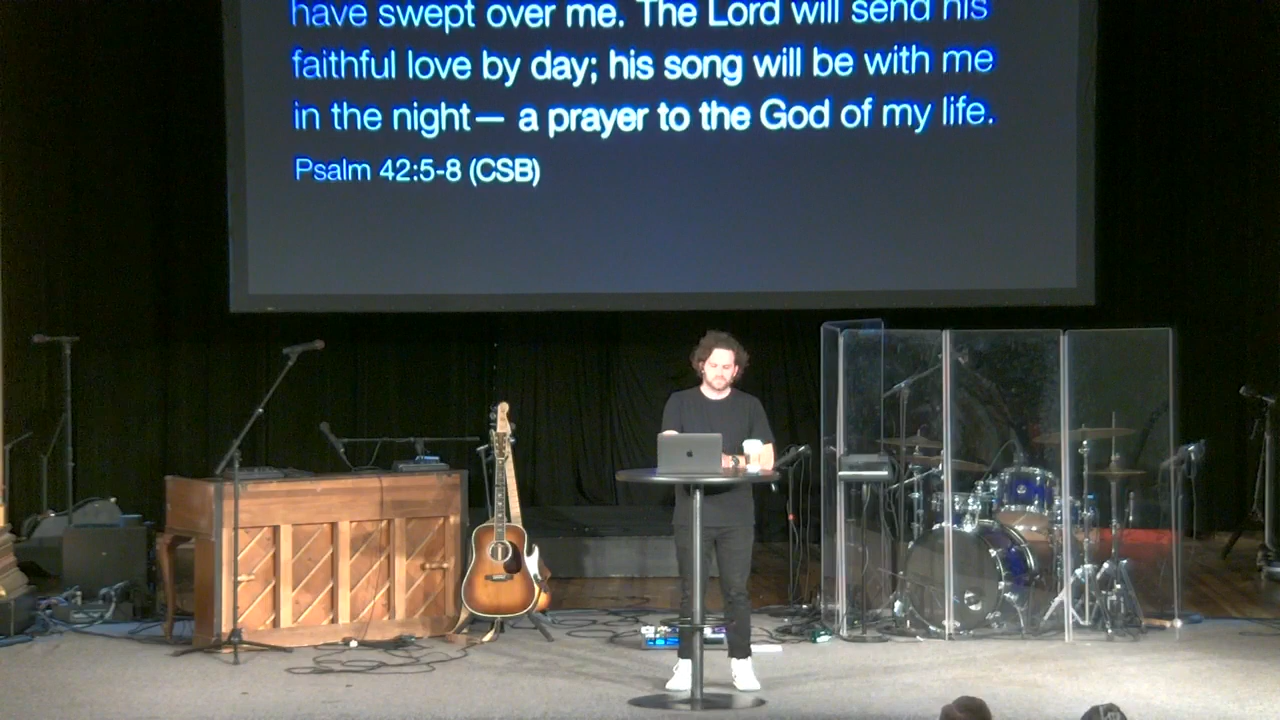 have swept over me. The Lord will send his
faithful love by day; his song will be with me
in the night— a prayer to the God of my life.
Psalm 42:5-8 (CSB)